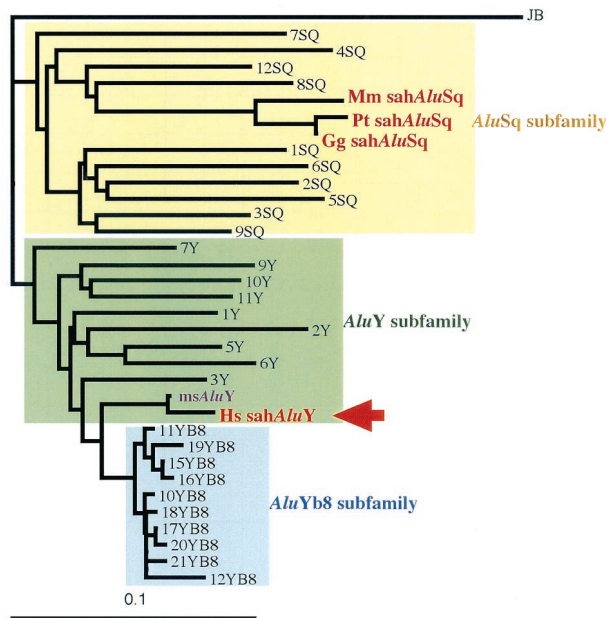 JB
7SQ
4SQ
12SQ
8SQ
Mm sahAluSq
Pt sahAluSq
AluSq subfamily
Gg sahAluSq
1SQ
6SQ
2SQ
5SQ
3SQ
9SQ
7Y
9Y
10Y
11Y
1Y
2Y
AluY subfamily
5Y
6Y
3Y
msAluY
Hs sahAluY
11YB8
19YB8
15YB8
16YB8
10YB8
AluYb8 subfamily
18YB8
17YB8
20YB8
21YB8
12YB8
0.1